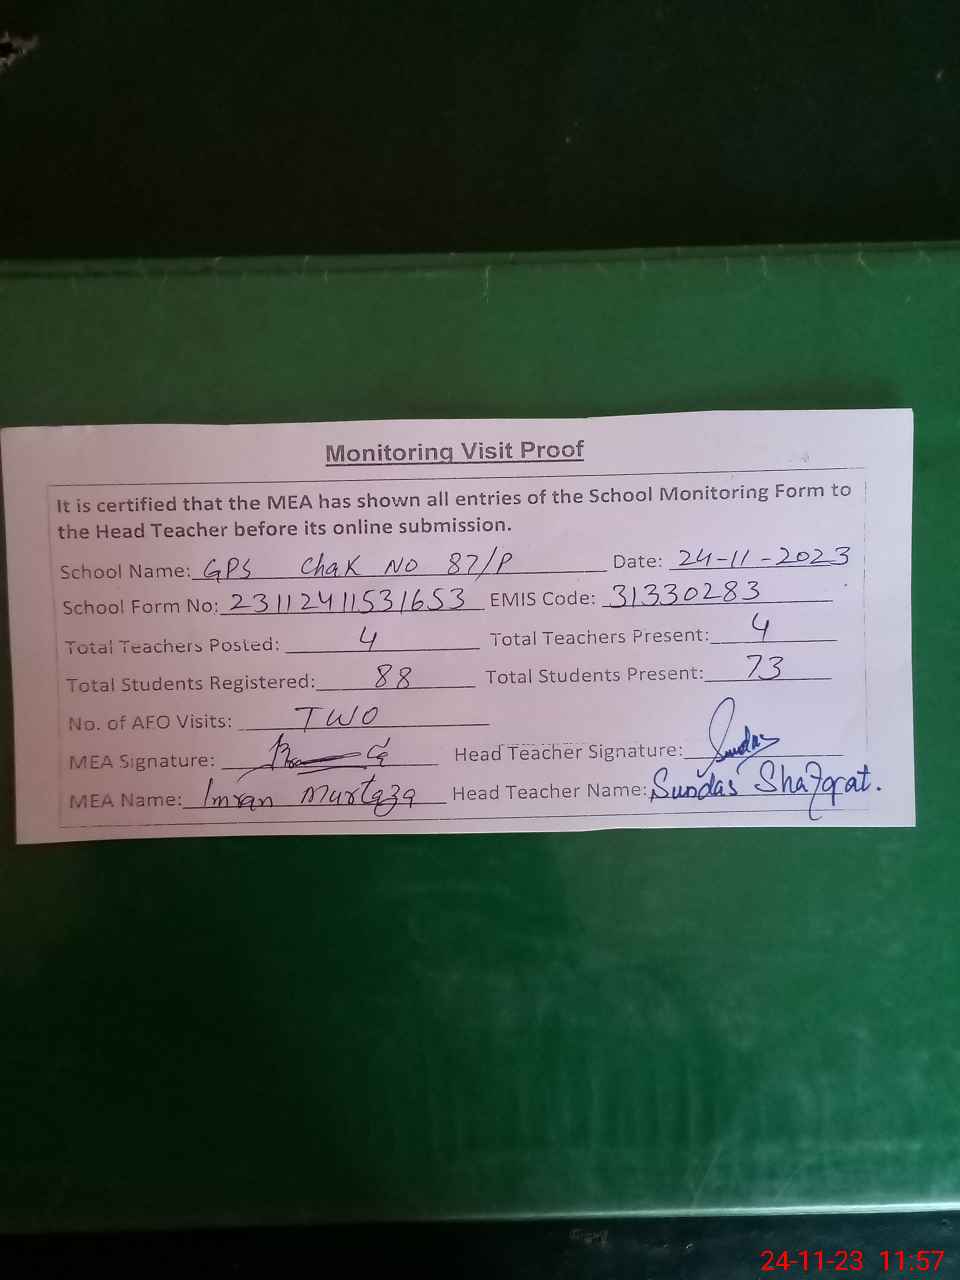 Monitoring Visit Proof
It is certified that the MEA has shown all entries of the School Monitoring Form to
the Head Teacher before its online submission.
School Name: GPS Chak No 87/P Date: 24-11-2023
School Form No: 23112411531653 EMIS Code: 31330283
Total Teachers Posted: 4 Total Teachers Present: 4
Total Students Registered: 88 Total Students Present: 73
No. of AEO Visits: TWO
MEA Signature: Head Teacher Signature: Sundas
MEA Name: Imran Murtaza Head Teacher Name: Sundas Shafqat.
24-11-23 11:57